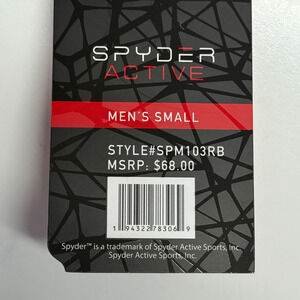 SPYDER
ACTIVE
MEN'S SMALL
STYLE#SPM103RB
MSRP: $68.00
1 94322 78306 9
Spyder™ is a trademark of Spyder Active Sports, Inc.
Spyder Active Sports, Inc.